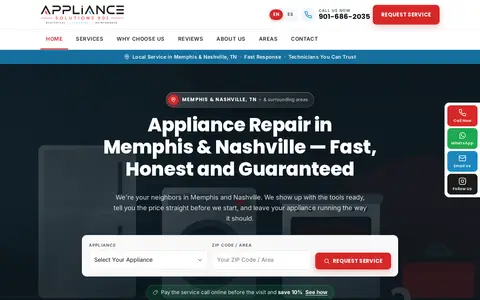 APPLIANCE
SOLUTIONS 901
EN ES
CALL US NOW
901-686-2035
REQUEST SERVICE
HOME SERVICES WHY CHOOSE US REVIEWS ABOUT US AREAS CONTACT
Local Service in Memphis & Nashville, TN · Fast Response · Technicians You Can Trust
MEMPHIS & NASHVILLE, TN · & surrounding areas
Appliance Repair in
Memphis & Nashville — Fast,
Honest and Guaranteed
We're your neighbors in Memphis and Nashville. We show up with the tools ready,
tell you the price straight before we start, and leave your appliance running the way
it should.
APPLIANCE
Select Your Appliance
ZIP CODE / AREA
Your ZIP Code / Area
REQUEST SERVICE
Pay the service call online before the visit and save 10% See how
Call Now
WhatsApp
Email Us
Follow Us